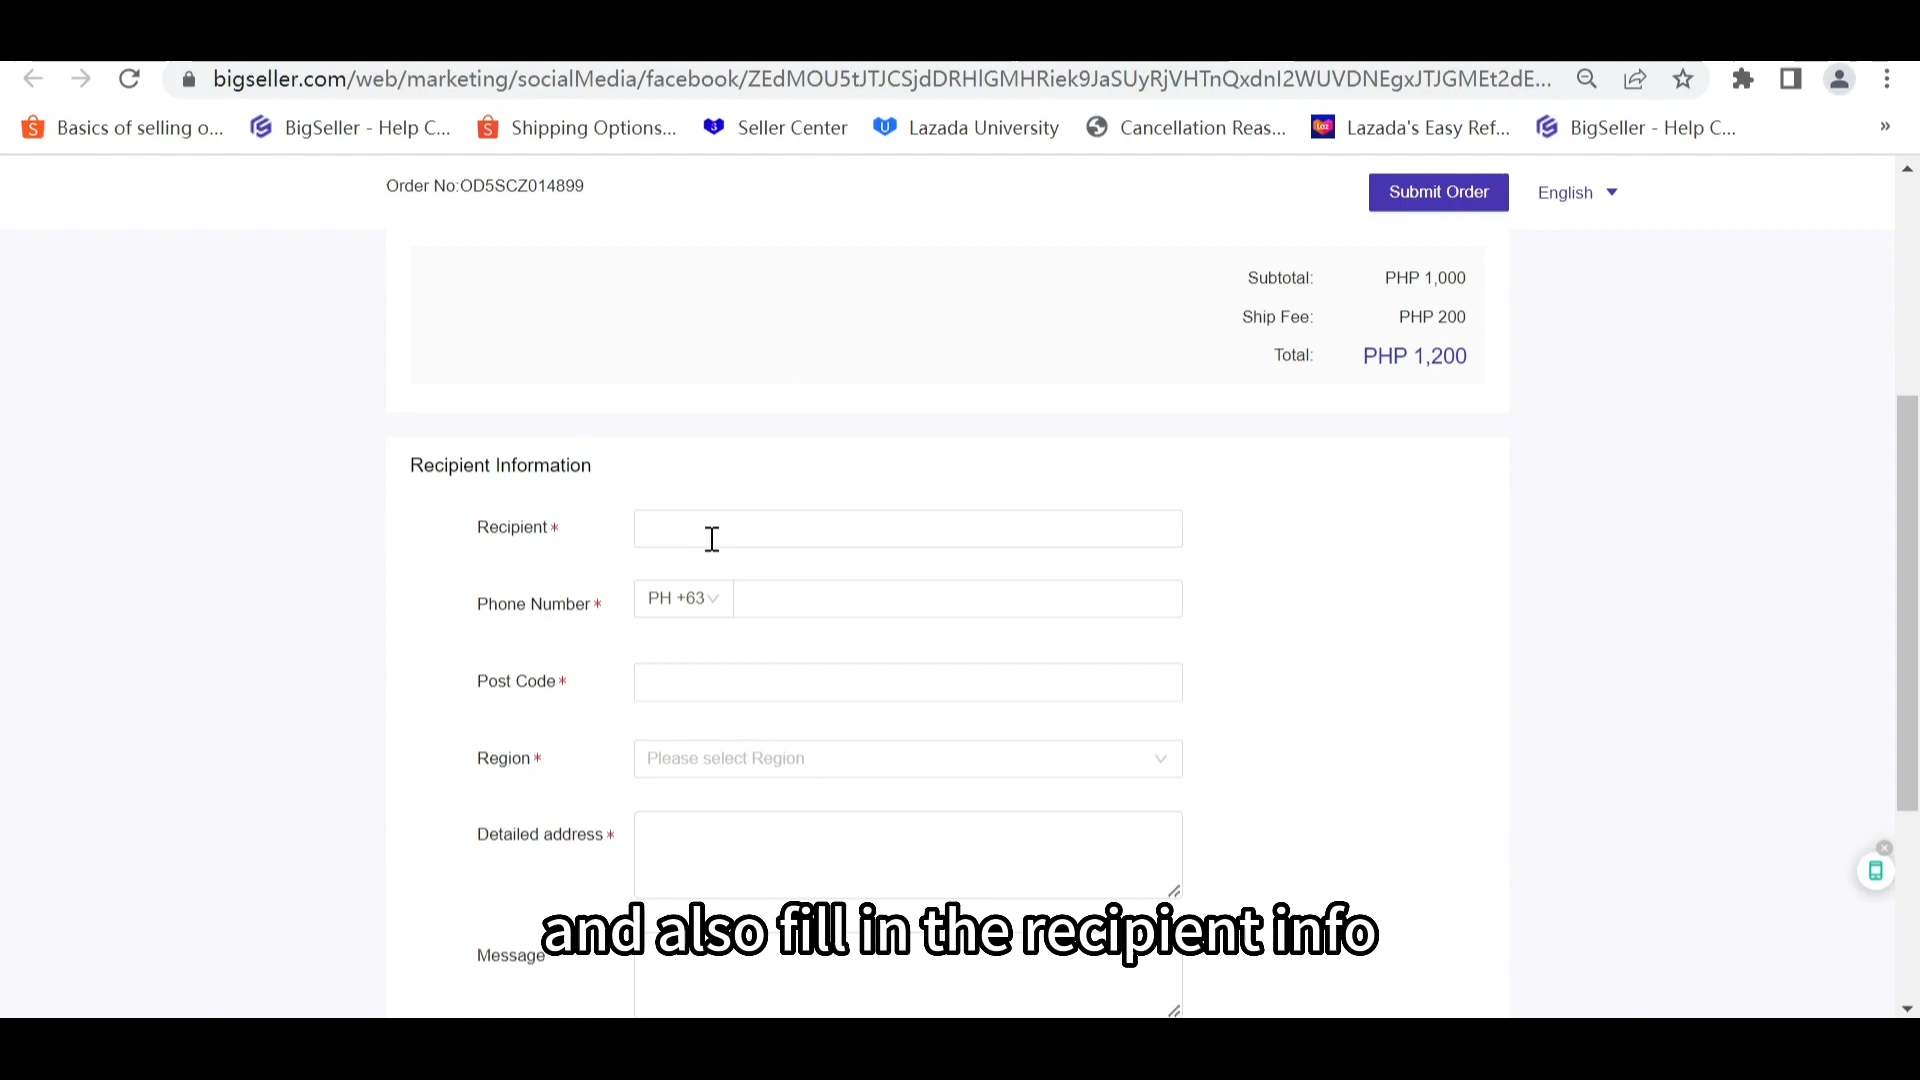 bigseller.com/web/marketing/socialMedia/facebook/ZEdMOU5tJTJCSjdDRHlGMHRiek9JaSUyRjVHTnQxdnI2WUVDNEgxJTJGMEt2dE...
Basics of selling o...
BigSeller - Help C...
Shipping Options...
Seller Center
Lazada University
Cancellation Reas...
Lazada's Easy Ref...
BigSeller - Help C...
Order No:OD5SCZ014899
Submit Order
English
Subtotal: PHP 1,000
Ship Fee: PHP 200
Total: PHP 1,200
Recipient Information
Recipient *
Phone Number * PH +63
Post Code *
Region * Please select Region
Detailed address *
and also fill in the recipient info
Message